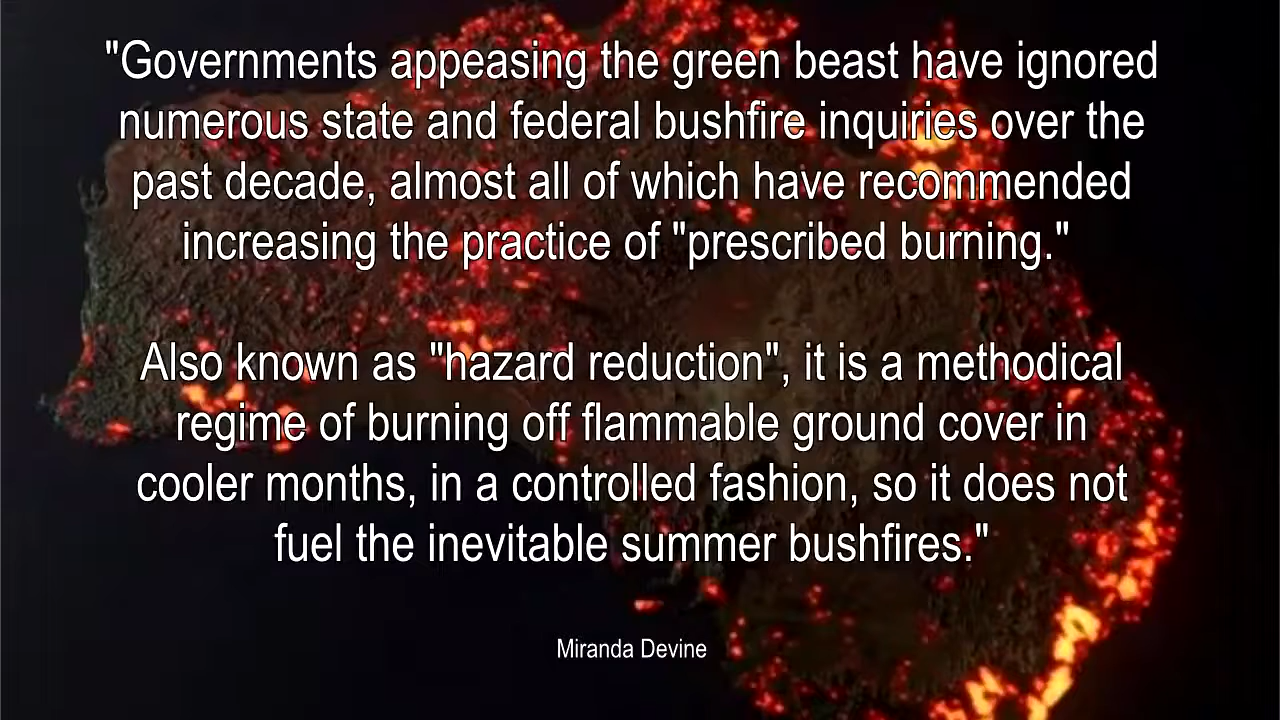 "Governments appeasing the green beast have ignored
numerous state and federal bushfire inquiries over the
past decade, almost all of which have recommended
increasing the practice of "prescribed burning."
Also known as "hazard reduction", it is a methodical
regime of burning off flammable ground cover in
cooler months, in a controlled fashion, so it does not
fuel the inevitable summer bushfires."
Miranda Devine